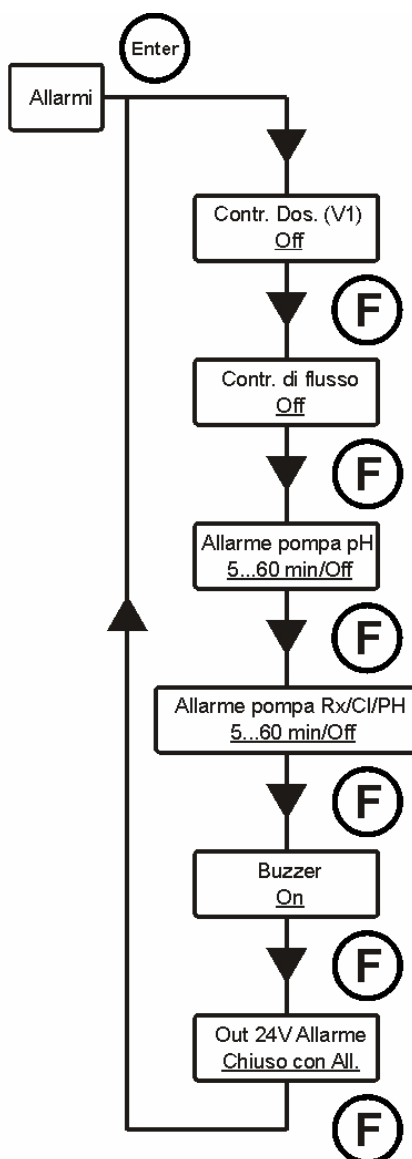 Enter
Allarmi
Contr. Dos. (V1)
Off
F
Contr. di flusso
Off
F
Allarme pompa pH
5...60 min/Off
F
Allarme pompa Rx/Cl/PH
5...60 min/Off
F
Buzzer
On
F
Out 24V Allarme
Chiuso con All.
F